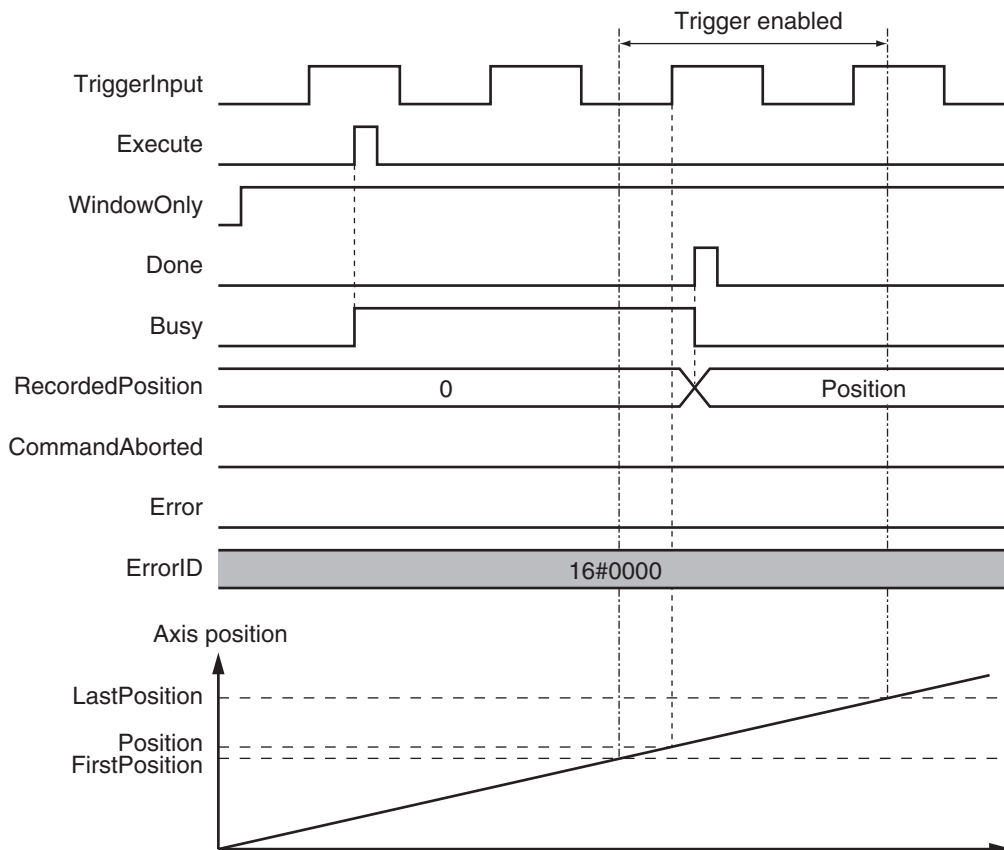 Trigger enabled
TriggerInput
Execute
WindowOnly
Done
Busy
RecordedPosition
0
Position
CommandAborted
Error
ErrorID
16#0000
Axis position
LastPosition
Position
FirstPosition